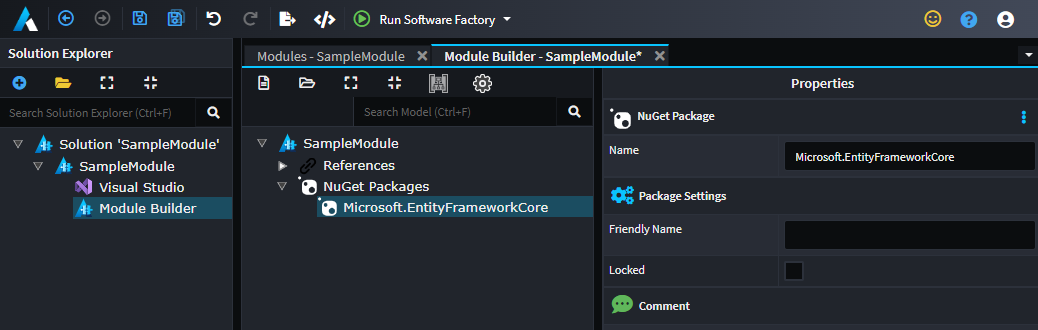 Run Software Factory
Solution Explorer
Search Solution Explorer (Ctrl+F)
Solution 'SampleModule'
SampleModule
Visual Studio
Module Builder
Modules - SampleModule
Module Builder - SampleModule*
Search Model (Ctrl+F)
SampleModule
References
NuGet Packages
Microsoft.EntityFrameworkCore
Properties
NuGet Package
Name
Microsoft.EntityFrameworkCore
Package Settings
Friendly Name
Locked
Comment